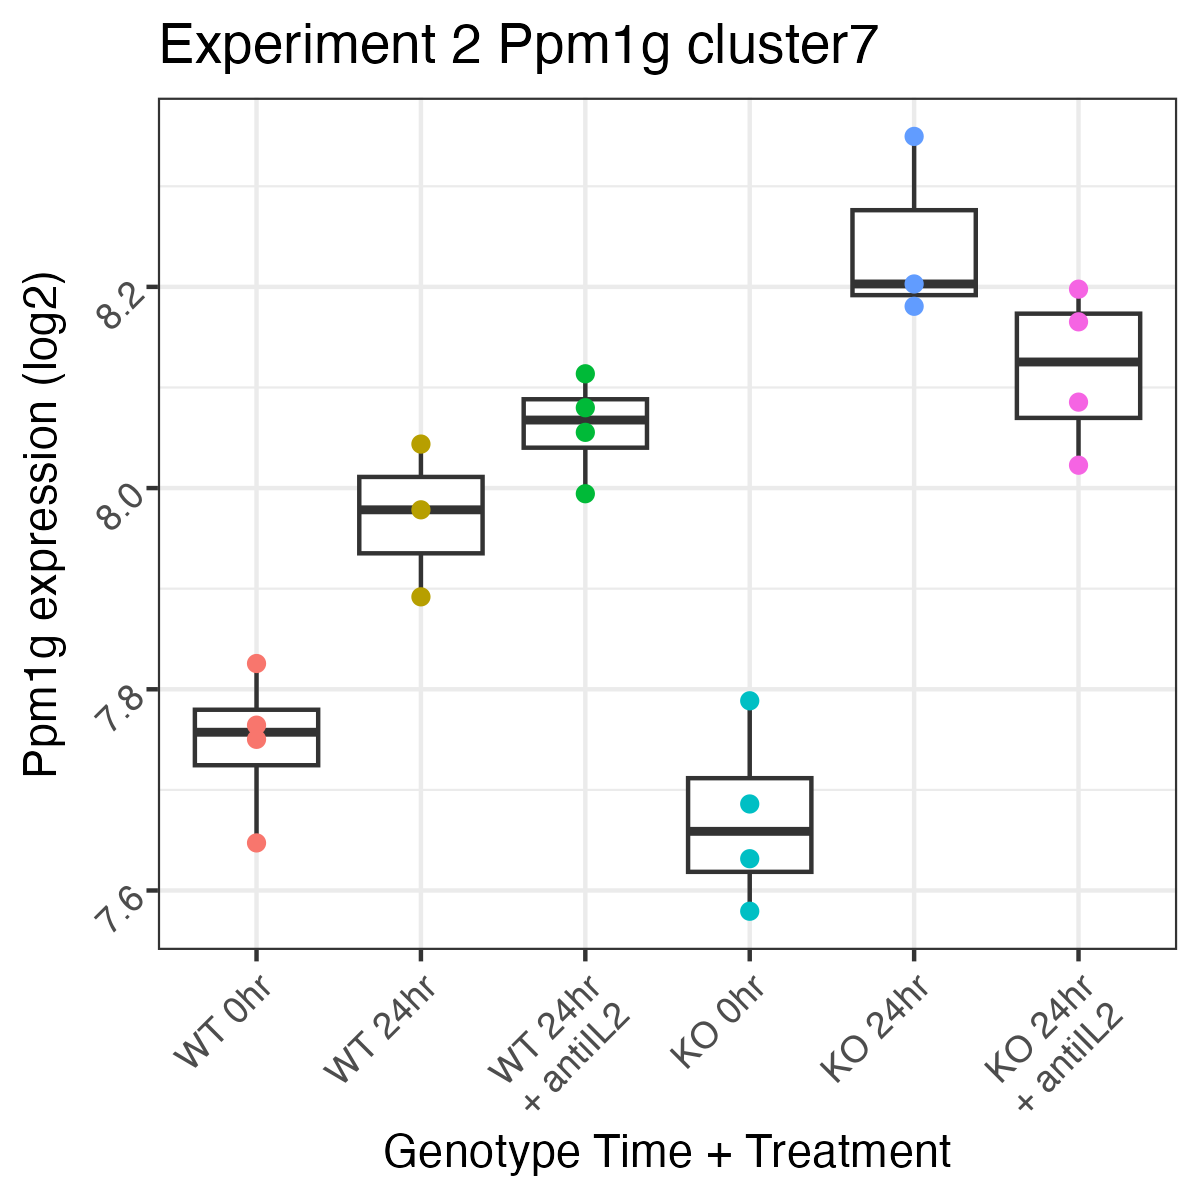 Experiment 2 Ppm1g cluster7
Ppm1g expression (log2)
8.2
8.0
7.8
7.6
WT 0hr
WT 24hr
WT 24hr
+ antiIL2
KO 0hr
KO 24hr
KO 24hr
+ antiIL2
Genotype Time + Treatment